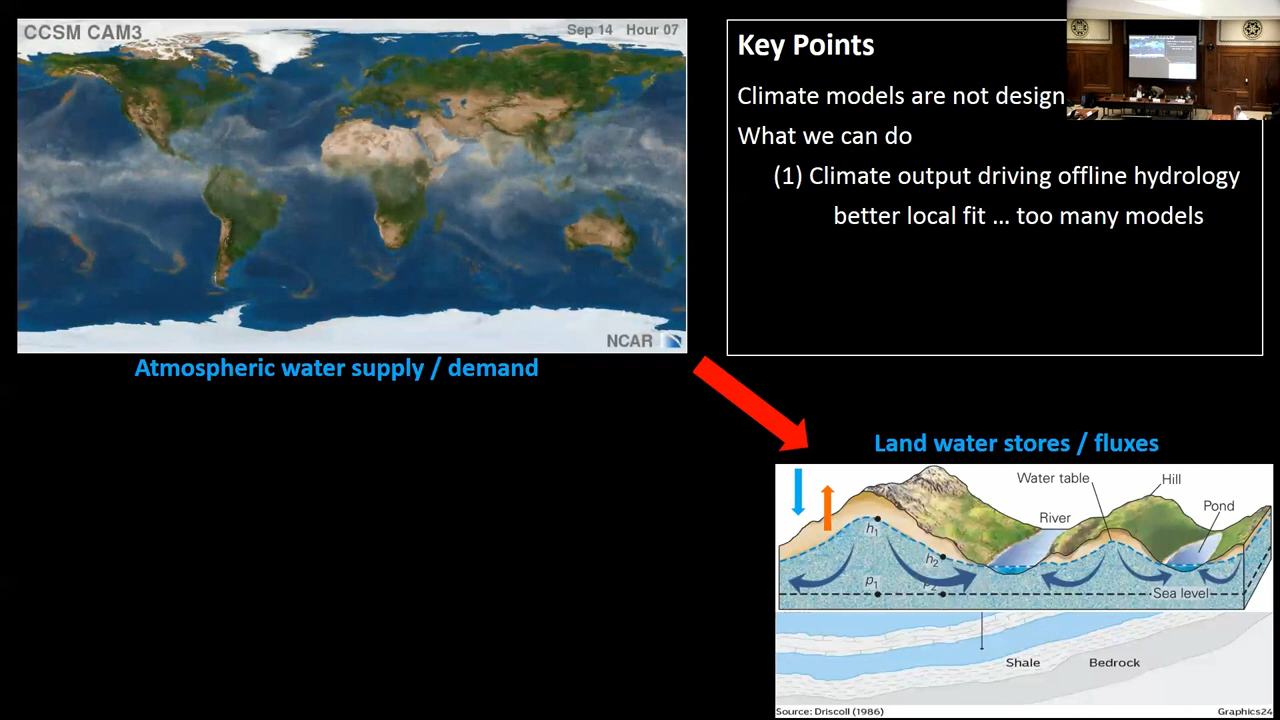 CCSM CAM3
Sep 14 Hour 07
NCAR
Atmospheric water supply / demand
Key Points
Climate models are not design
What we can do
(1) Climate output driving offline hydrology
better local fit ... too many models
Land water stores / fluxes
Water table
Hill
Pond
River
h1
h2
p1
Sea level
Shale
Bedrock
Source: Driscoll (1986)
Graphics24